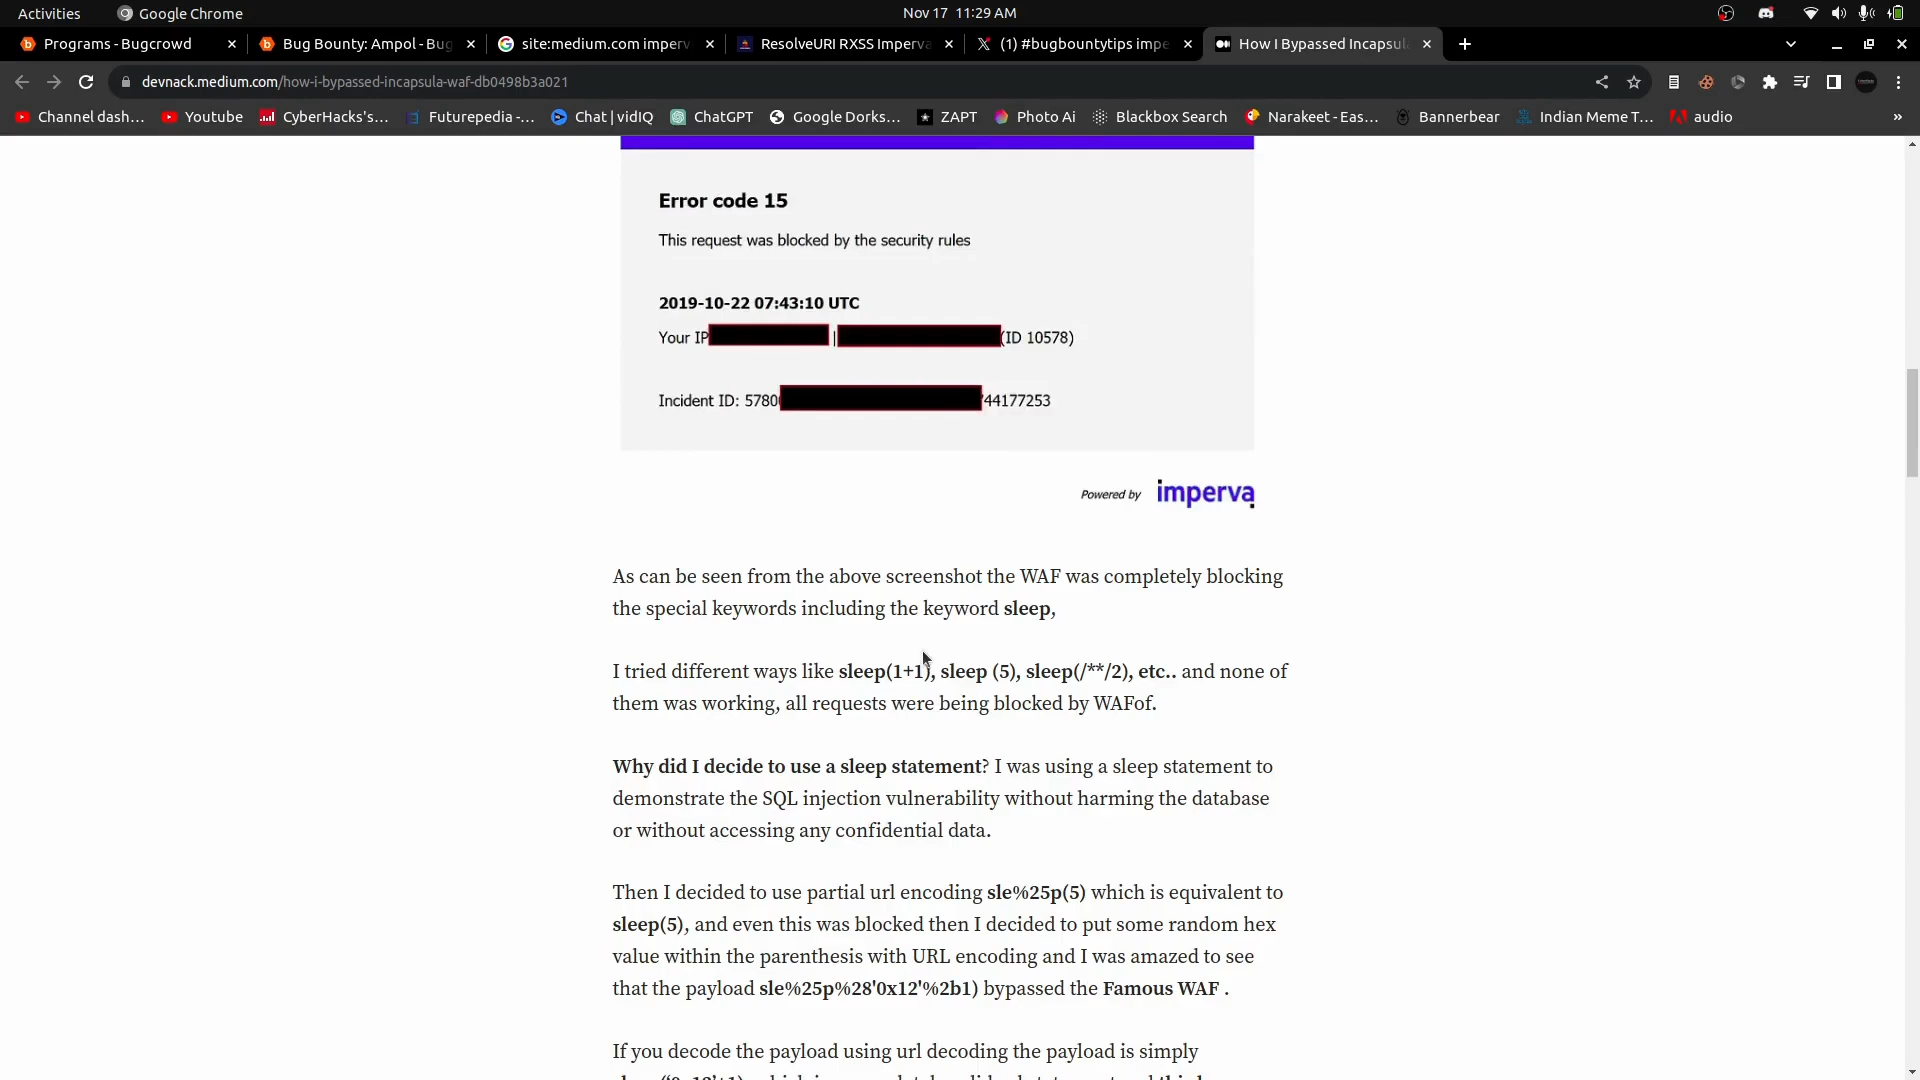 Activities
Google Chrome
Nov 17 11:29 AM
Programs - Bugcrowd
Bug Bounty: Ampol - Bug
site:medium.com imperv
ResolveURI RXSS Imperva
(1) #bugbountytips impe
How I Bypassed Incapsul
devnack.medium.com/how-i-bypassed-incapsula-waf-db0498b3a021
Channel dash...
Youtube
CyberHacks's...
Futurepedia -...
Chat | vidIQ
ChatGPT
Google Dorks...
ZAPT
Photo Ai
Blackbox Search
Narakeet - Eas...
Bannerbear
Indian Meme T...
audio
»
Error code 15
This request was blocked by the security rules
2019-10-22 07:43:10 UTC
Your IP | (ID 10578)
Incident ID: 5780 44177253
Powered by imperva
As can be seen from the above screenshot the WAF was completely blocking
the special keywords including the keyword sleep,
I tried different ways like sleep(1+1), sleep (5), sleep(/**/2), etc.. and none of
them was working, all requests were being blocked by WAFof.
Why did I decide to use a sleep statement? I was using a sleep statement to
demonstrate the SQL injection vulnerability without harming the database
or without accessing any confidential data.
Then I decided to use partial url encoding sle%25p(5) which is equivalent to
sleep(5), and even this was blocked then I decided to put some random hex
value within the parenthesis with URL encoding and I was amazed to see
that the payload sle%25p%28'0x12'%2b1) bypassed the Famous WAF .
If you decode the payload using url decoding the payload is simply